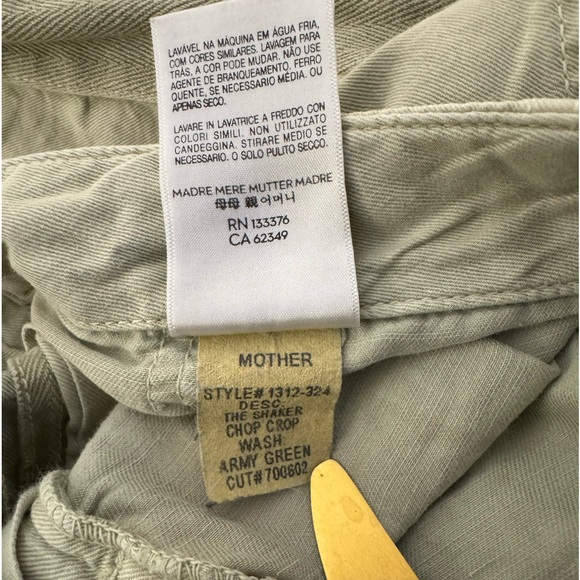 LAVÁVEL NA MÁQUINA EM ÁGUA FRIA,
COM CORES SIMILARES. LAVAGEM PARA
TRÁS, A COR PODE MUDAR. NÃO USE
AGENTE DE BRANQUEAMENTO. FERRO
QUENTE, SE NECESSÁRIO MÉDIA. OU
APENAS SECO.
LAVARE IN LAVATRICE A FREDDO CON
COLORI SIMILI. NON UTILIZZATO
CANDEGGINA. STIRARE MEDIO SE
NECESSARIO. O SOLO PULITO SECCO.
MADRE MERE MUTTER MADRE
母母 親 어머니
RN 133376
CA 62349
MOTHER
STYLE# 1312-324
DESC:
THE SHAKER
CHOP CROP
WASH:
ARMY GREEN
CUT# 700602